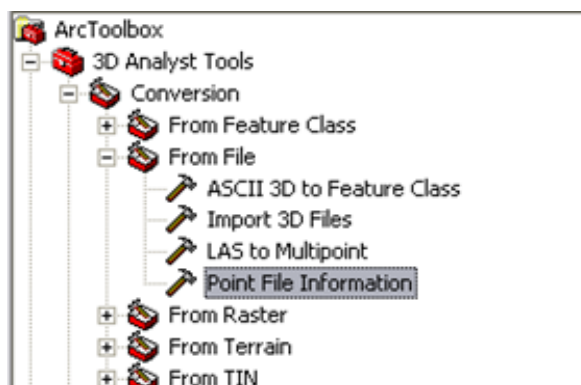 ArcToolbox
3D Analyst Tools
Conversion
From Feature Class
From File
ASCII 3D to Feature Class
Import 3D Files
LAS to Multipoint
Point File Information
From Raster
From Terrain
From TIN